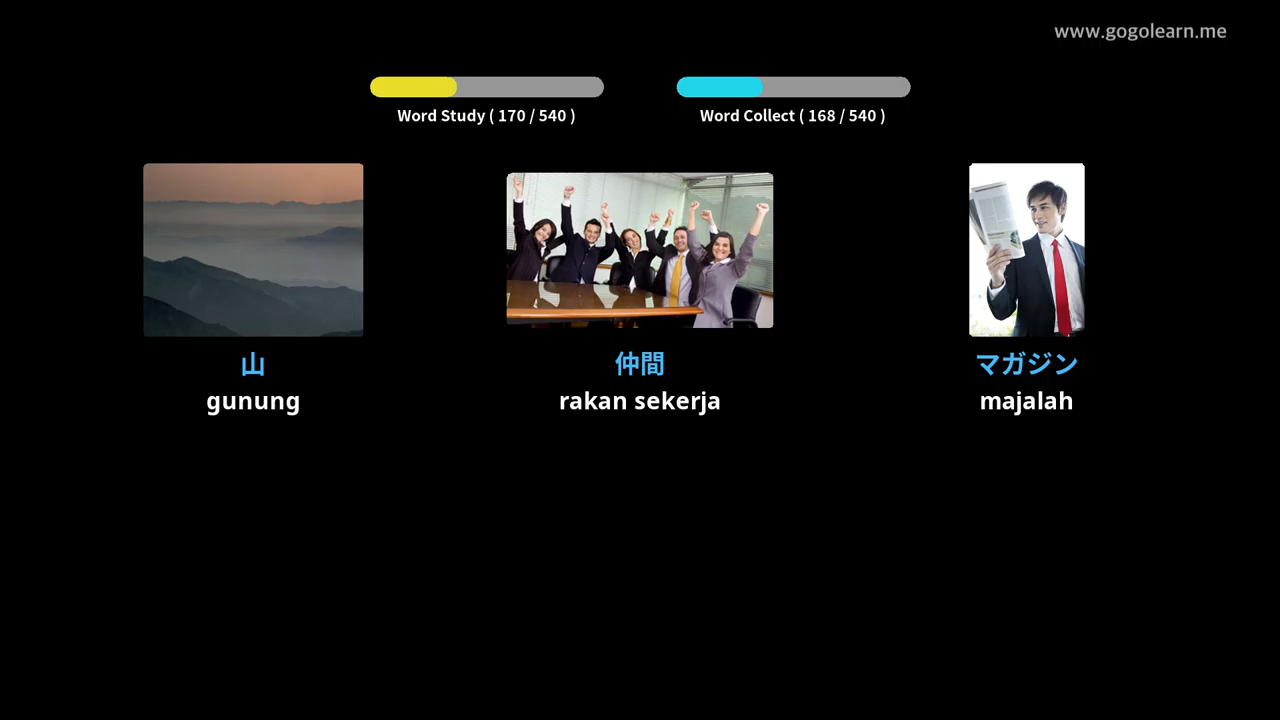 www.gogolearn.me
Word Study ( 170 / 540 )
Word Collect ( 168 / 540 )
山
gunung
仲間
rakan sekerja
マガジン
majalah